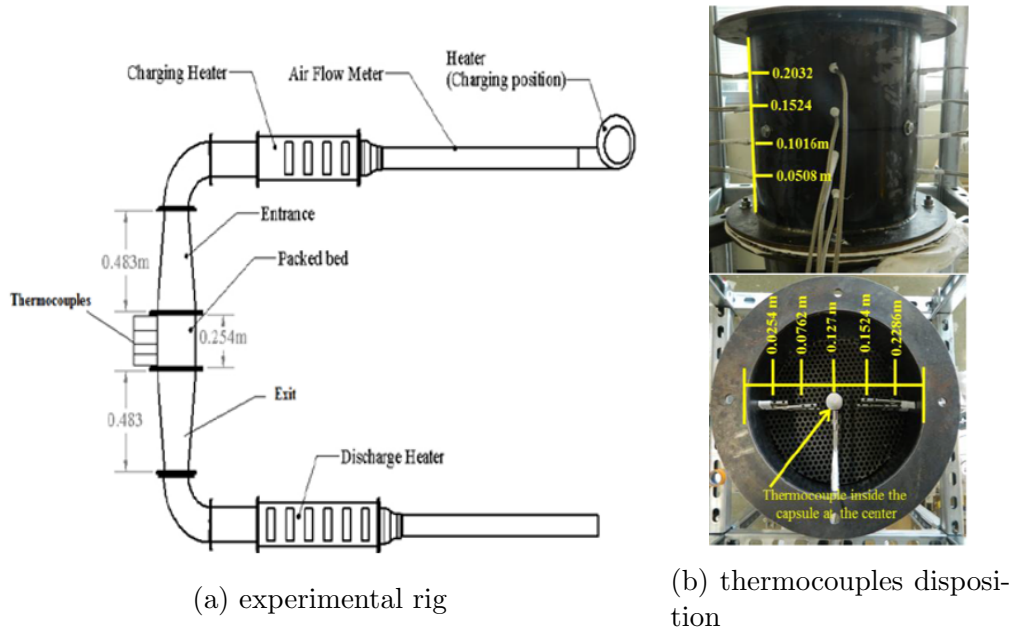 Charging Heater
Air Flow Meter
Heater
(Charging position)
Entrance
Packed bed
0.483m
Thermocouples
0.254m
0.483
Exit
Discharge Heater
(a) experimental rig
0.2032
0.1524
0.1016m
0.0508 m
0.0254 m
0.0762 m
0.127 m
0.1524 m
0.2286m
Thermocouple inside the
capsule at the center
(b) thermocouples disposi-
tion